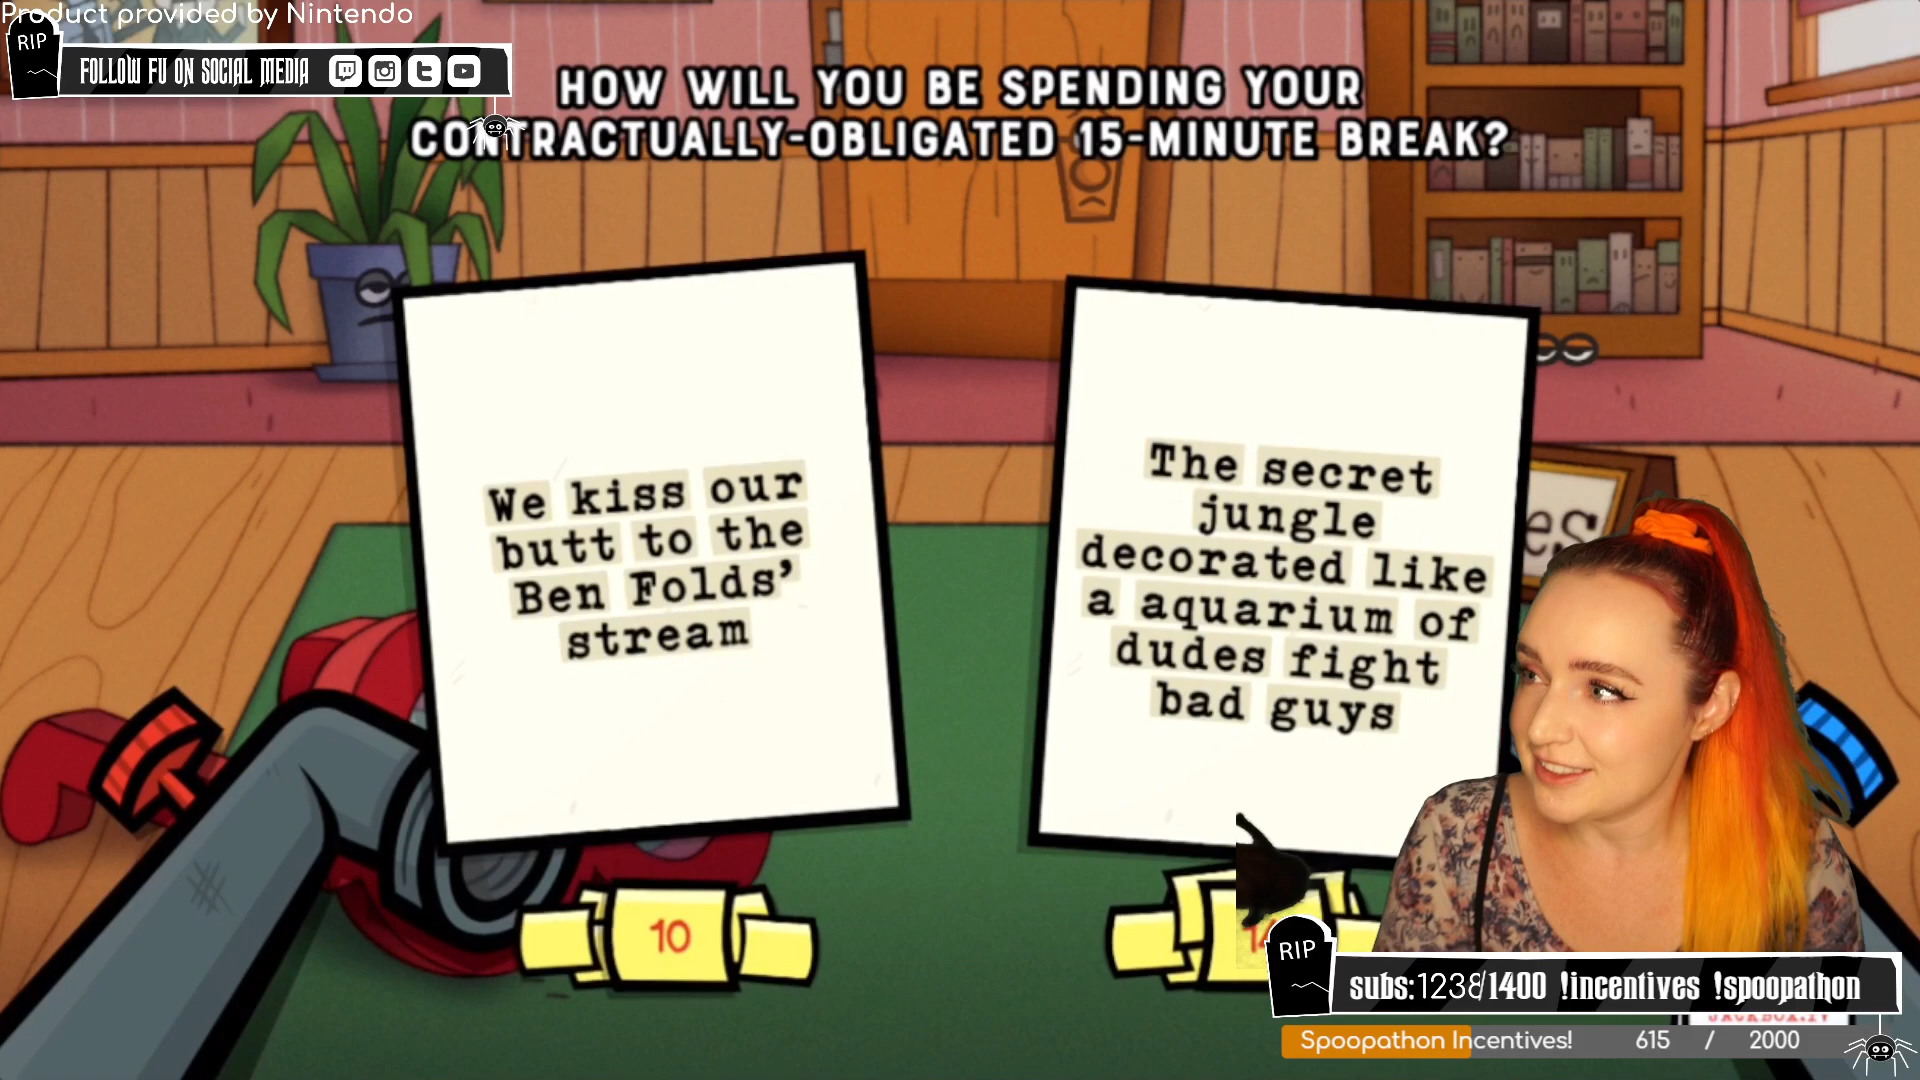 Product provided by Nintendo
RIP
FOLLOW FU ON SOCIAL MEDIA
HOW WILL YOU BE SPENDING YOUR
CONTRACTUALLY-OBLIGATED 15-MINUTE BREAK?
We kiss our
butt to the
Ben Folds’
stream
The secret
jungle
decorated like
a aquarium of
dudes fight
bad guys
10
RIP
subs:1238/1400 !incentives !spoopathon
JACKBOX.TV
Spoopathon Incentives! 615 / 2000